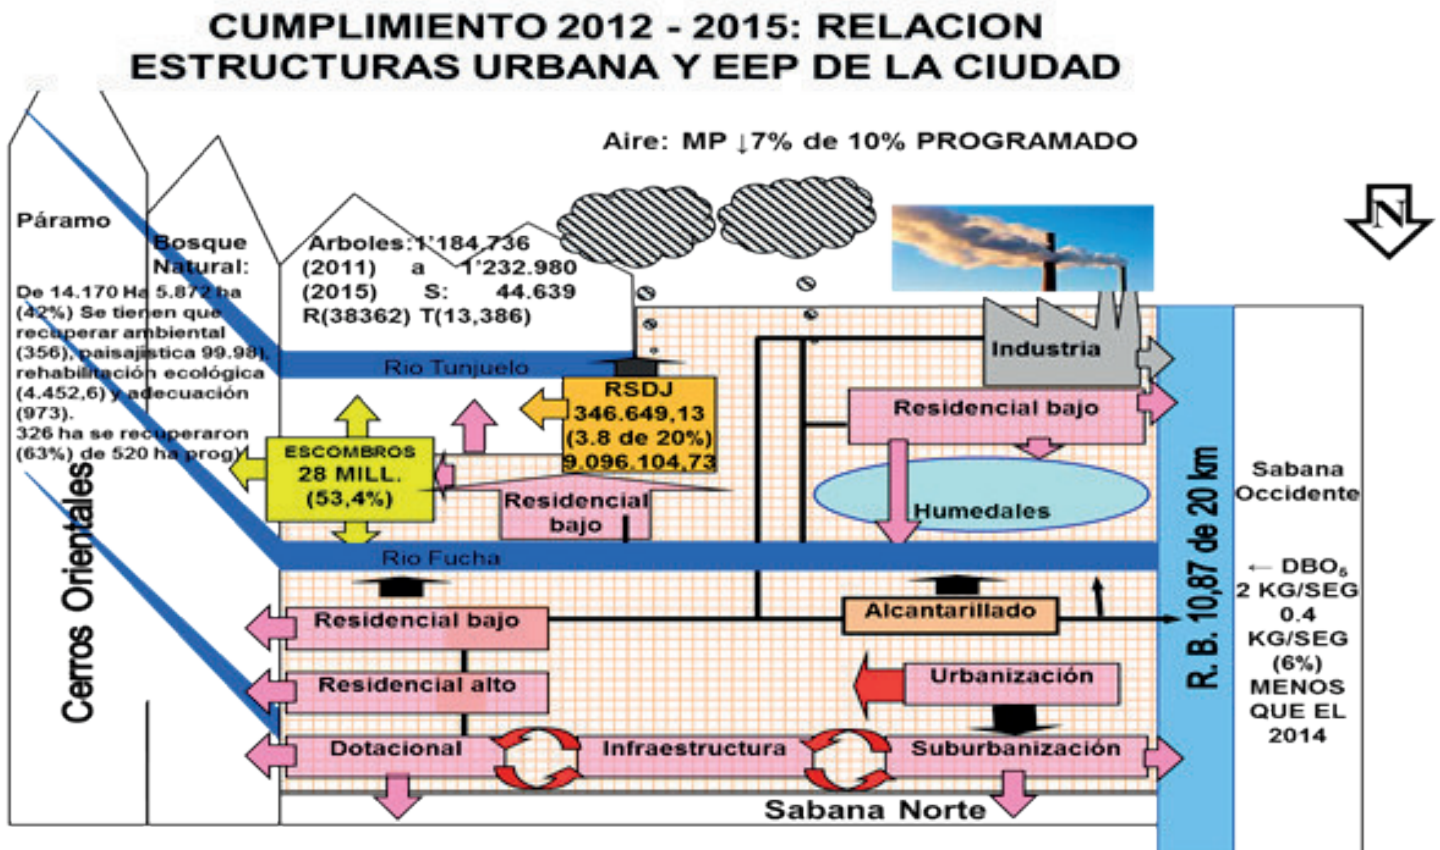 CUMPLIMIENTO 2012 - 2015: RELACION
ESTRUCTURAS URBANA Y EEP DE LA CIUDAD
Aire: MP ↓7% de 10% PROGRAMADO
N
Páramo
Bosque
Natural:
De 14.170 Ha 5.872 ha
(42%) Se tienen que
recuperar ambiental
(356), paisajística 99.98),
rehabilitación ecológica
(4.452,6) y adecuación
(973).
326 ha se recuperaron
(63%) de 520 ha prog)
Cerros Orientales
Arboles:1'184.736
(2011) a 1'232.980
(2015) S: 44.639
R(38362) T(13,386)
Rio Tunjuelo
RSDJ
346.649,13
(3.8 de 20%)
9.096.104,73
ESCOMBROS
28 MILL.
(53,4%)
Residencial
bajo
Industria
Residencial bajo
Humedales
Rio Fucha
Residencial bajo
Alcantarillado
Residencial alto
Urbanización
Dotacional
Infraestructura
Suburbanización
Sabana Norte
R. B. 10,87 de 20 km
Sabana
Occidente
← DBO₅
2 KG/SEG
0.4
KG/SEG
(6%)
MENOS
QUE EL
2014